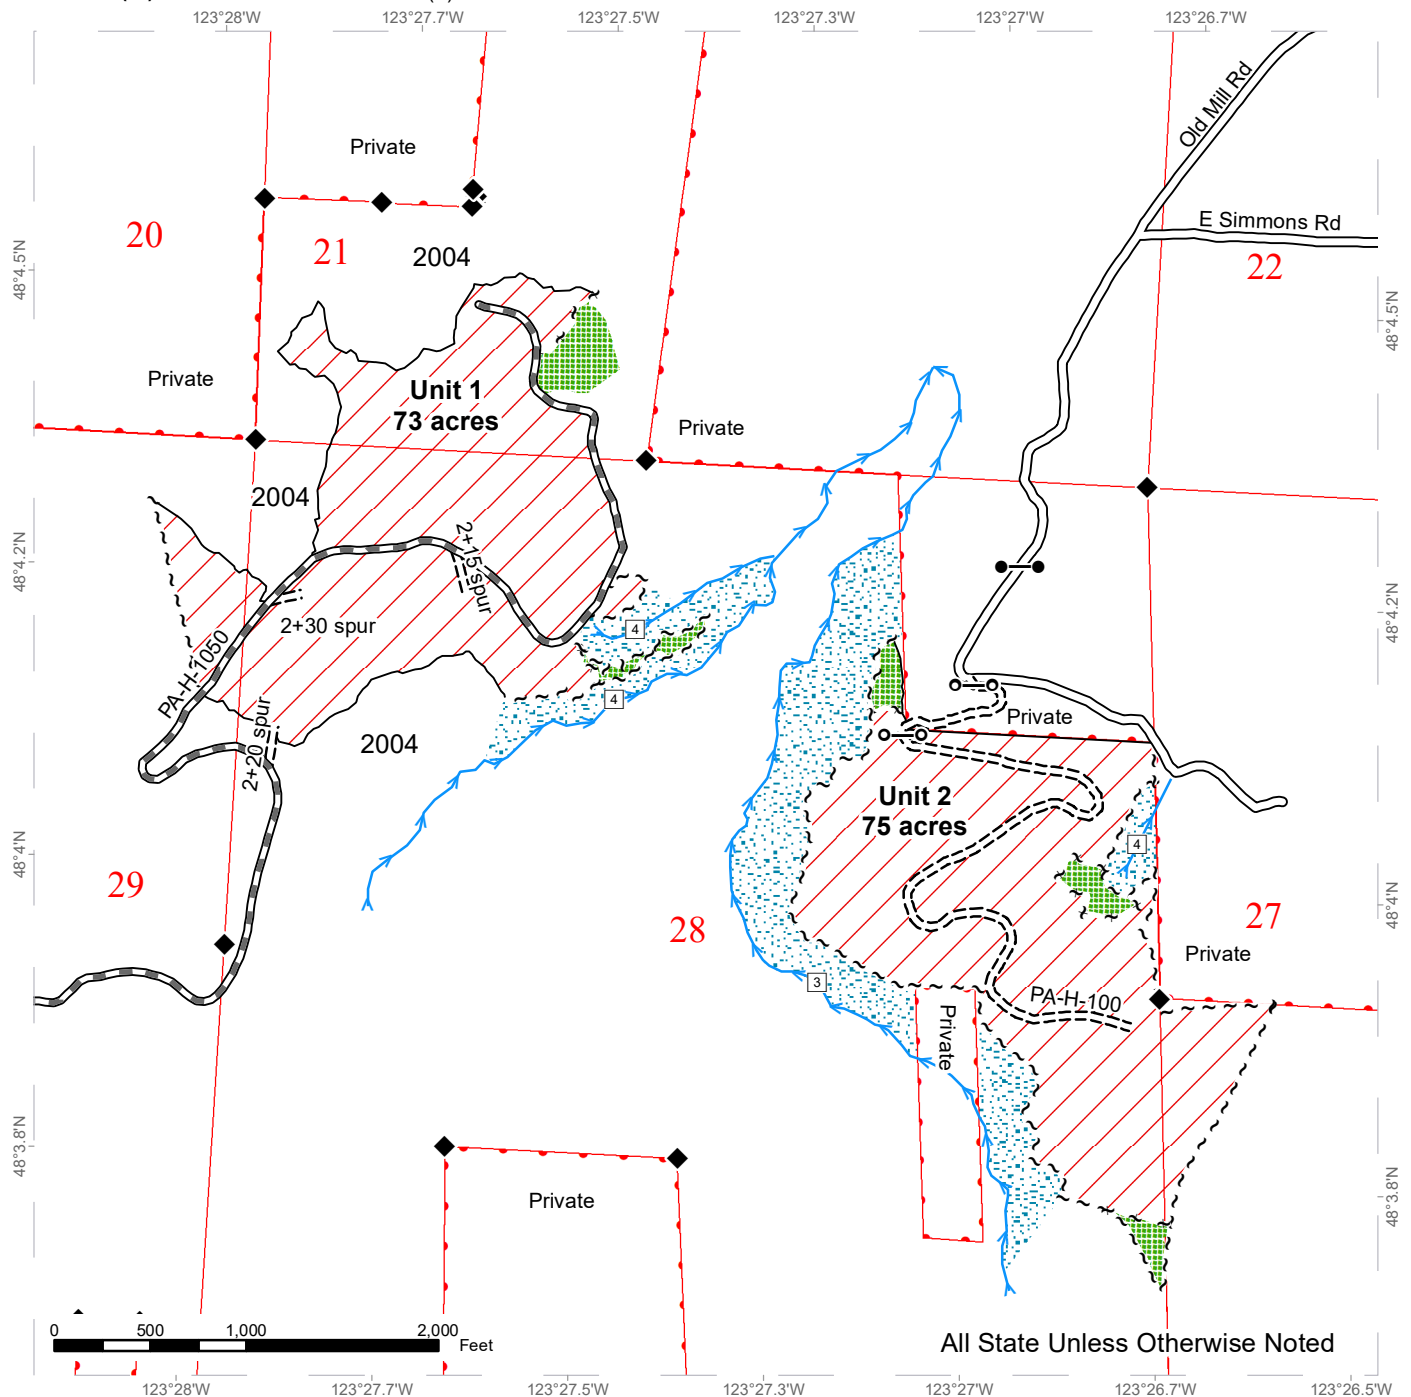 123°28'W
123°27.7'W
123°27.5'W
123°27.3'W
123°27'W
123°26.7'W
Old Mill Rd
Private
E Simmons Rd
20
21
2004
22
48°4.5'N
48°4.5'N
Private
Unit 1
73 acres
Private
2004
2+15 spur
48°4.2'N
48°4.2'N
2+30 spur
4
PA-H-1050
4
2+20 spur
2004
Private
Unit 2
75 acres
4
48°4'N
48°4'N
29
28
27
Private
3
PA-H-100
Private
48°3.8'N
48°3.8'N
Private
0 500 1,000 2,000
Feet
All State Unless Otherwise Noted
123°28'W
123°27.7'W
123°27.5'W
123°27.3'W
123°27'W
123°26.7'W
123°26.5'W